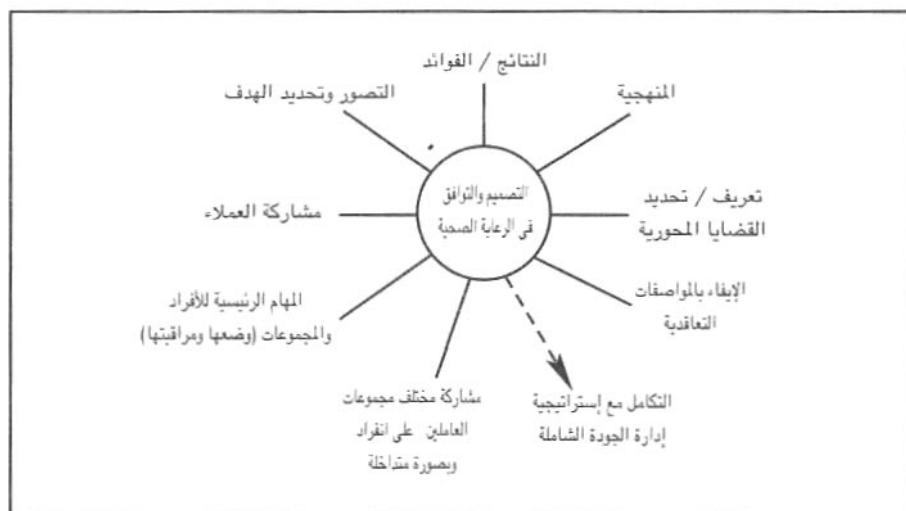 النتائج / الفوائد
المنهجية
التصور وتحديد الهدف
التصميم والتوافق
فى الرعاية الصحية
تعريف / تحديد
القضايا المحورية
مشاركة العملاء
الإيفاء بالمواصفات
التعاقدية
المهام الرئيسية للأفراد
والمجموعات (وضعها ومراقبتها)
التكامل مع إستراتيجية
إدارة الجودة الشاملة
مشاركة مختلف مجموعات
العاملين على انفراد
وبصورة متداخلة